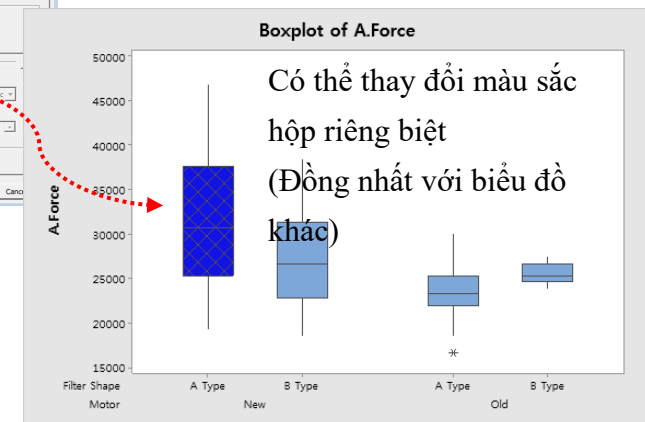 Boxplot of A.Force
Có thể thay đổi màu sắc
hộp riêng biệt
(Đồng nhất với biểu đồ
khác)
A.Force
50000
45000
40000
35000
30000
25000
20000
15000
Filter Shape A Type B Type A Type B Type
Motor New Old